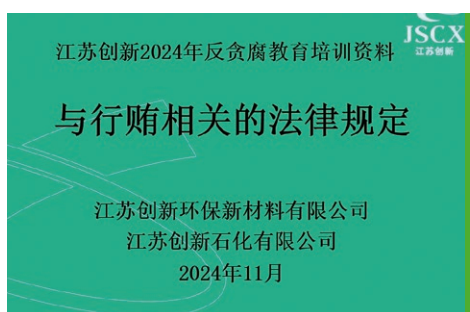 JSCX
江苏创新
江苏创新2024年反贪腐教育培训资料
与行贿相关的法律规定
江苏创新环保新材料有限公司
江苏创新石化有限公司
2024年11月